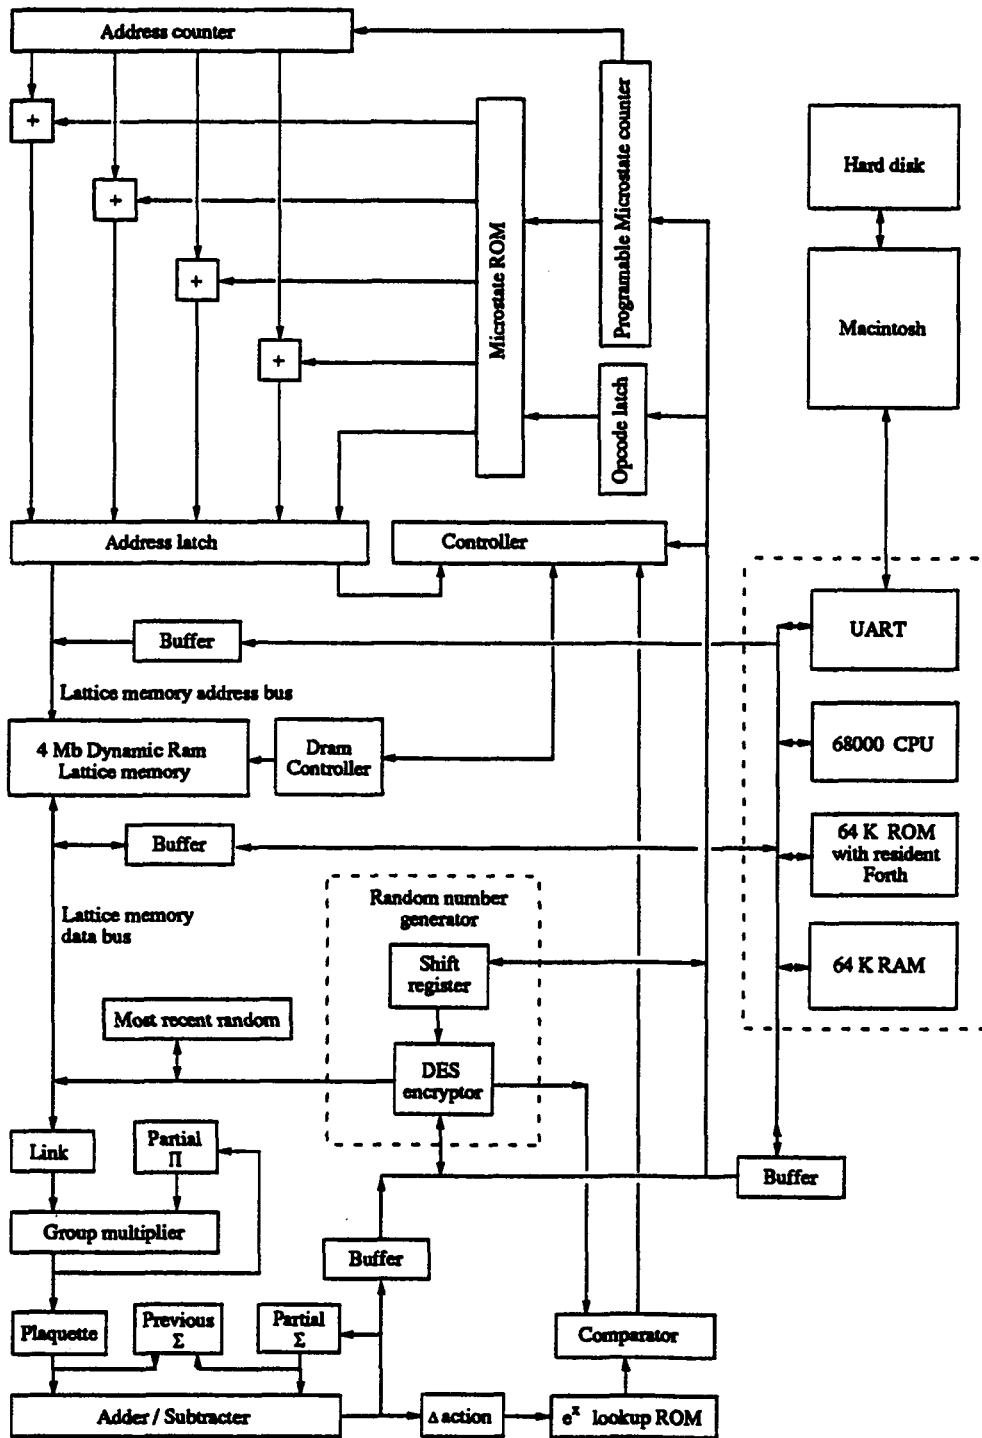 Address counter
+
+
+
+
Microstate ROM
Programable Microstate counter
Opcode latch
Hard disk
Macintosh
Address latch
Controller
Buffer
UART
Lattice memory address bus
4 Mb Dynamic Ram
Lattice memory
Dram
Controller
68000 CPU
Buffer
64 K ROM
with resident
Forth
Lattice memory
data bus
Random number
generator
Shift
register
64 K RAM
Most recent random
DES
encryptor
Link
Partial
Π
Buffer
Group multiplier
Buffer
Plaquette
Previous
Σ
Partial
Σ
Comparator
Adder / Subtracter
Δ action
e^x lookup ROM